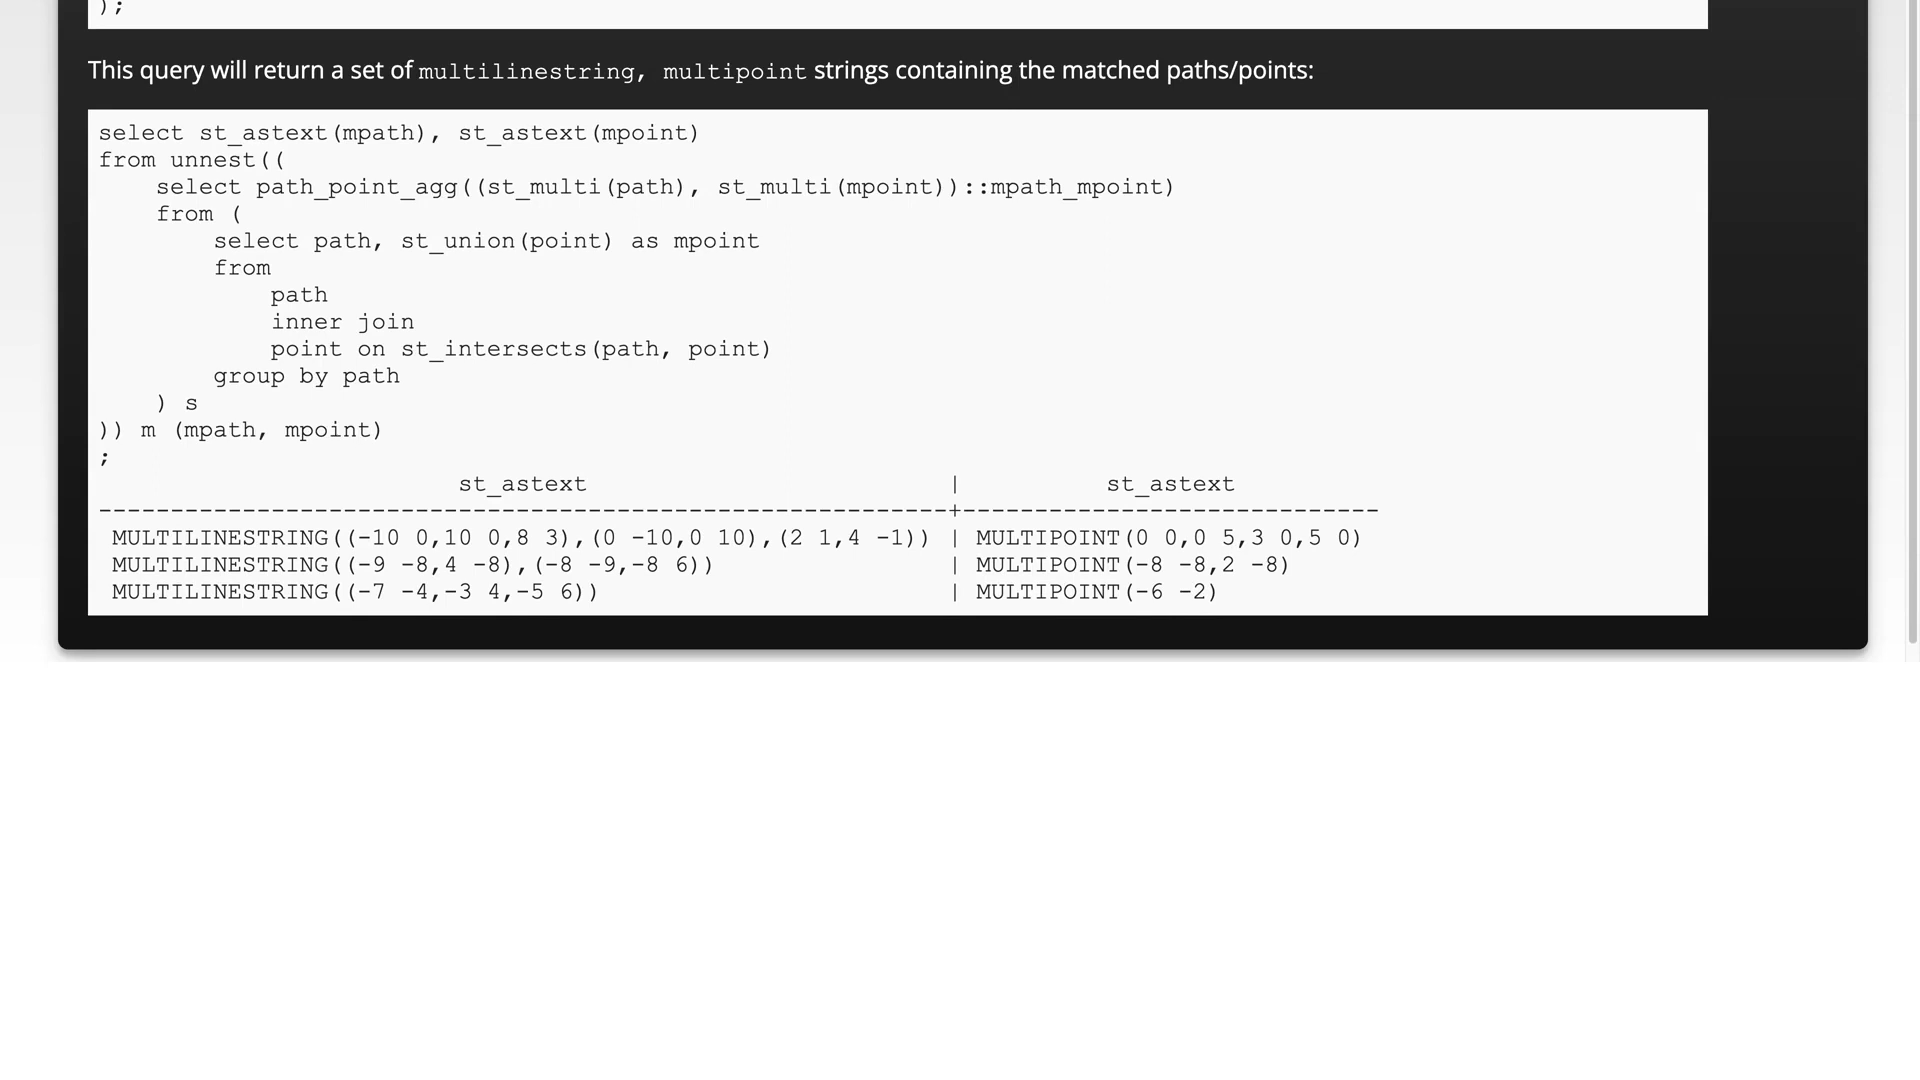 );
This query will return a set of multilinestring, multipoint strings containing the matched paths/points:
select st_astext(mpath), st_astext(mpoint)
from unnest((
    select path_point_agg((st_multi(path), st_multi(mpoint))::mpath_mpoint)
    from (
        select path, st_union(point) as mpoint
        from
            path
            inner join
            point on st_intersects(path, point)
        group by path
    ) s
)) m (mpath, mpoint)
;
                         st_astext                         |          st_astext
-----------------------------------------------------------+-----------------------------
 MULTILINESTRING((-10 0,10 0,8 3),(0 -10,0 10),(2 1,4 -1)) | MULTIPOINT(0 0,0 5,3 0,5 0)
 MULTILINESTRING((-9 -8,4 -8),(-8 -9,-8 6))                | MULTIPOINT(-8 -8,2 -8)
 MULTILINESTRING((-7 -4,-3 4,-5 6))                        | MULTIPOINT(-6 -2)